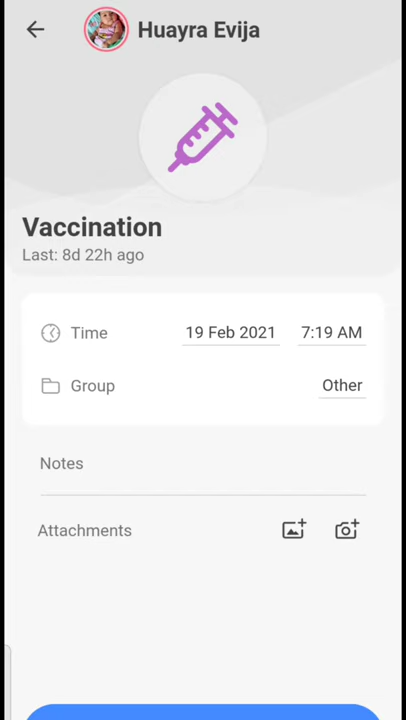 Huayra Evija
Vaccination
Last: 8d 22h ago
Time 19 Feb 2021 7:19 AM
Group Other
Notes
Attachments